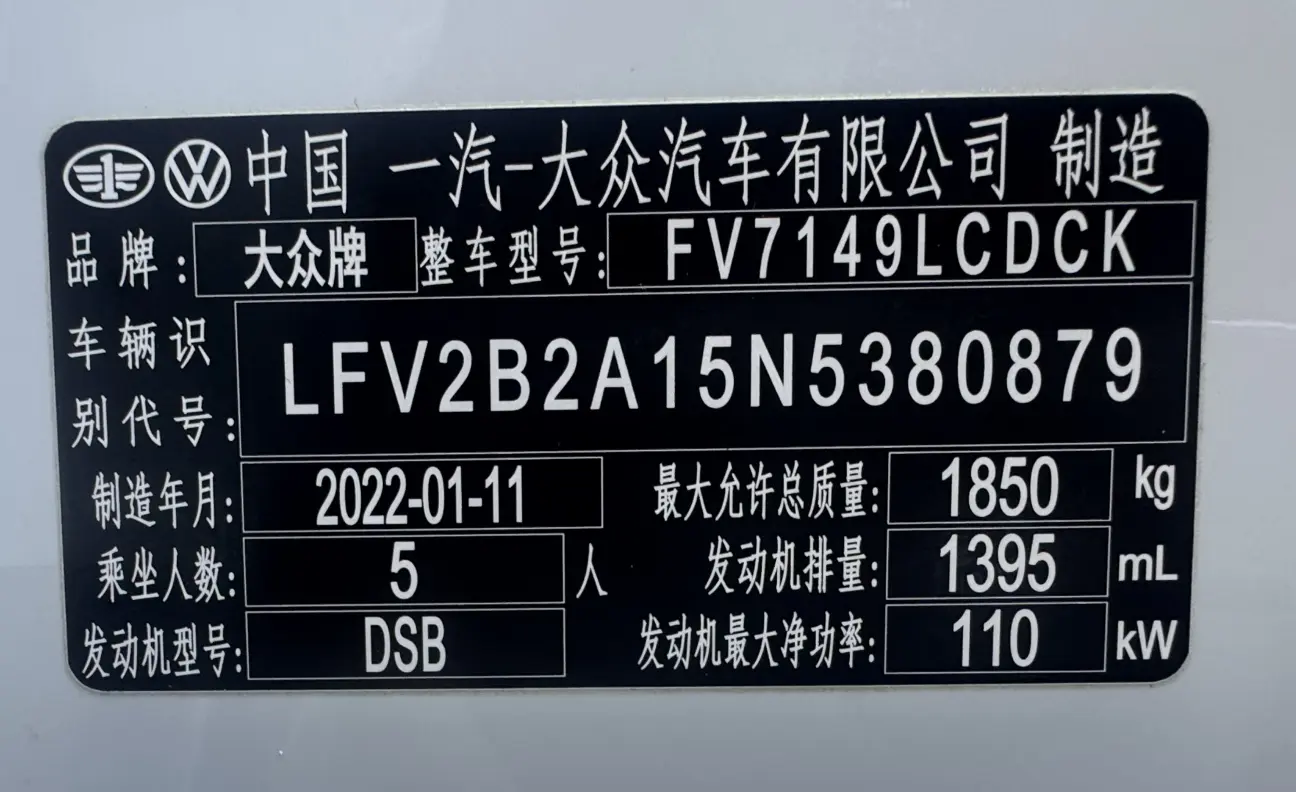 中国 一汽-大众汽车有限公司 制造
品牌: 大众牌 整车型号: FV7149LCDCK
车辆识别代号: LFV2B2A15N5380879
制造年月: 2022-01-11 最大允许总质量: 1850 kg
乘坐人数: 5 人 发动机排量: 1395 mL
发动机型号: DSB 发动机最大净功率: 110 kW